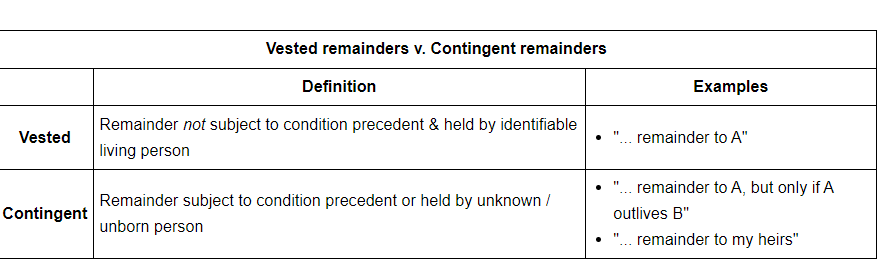 Vested remainders v. Contingent remainders
Definition
Examples
Vested
Remainder not subject to condition precedent & held by identifiable
living person
• "... remainder to A"
Contingent
Remainder subject to condition precedent or held by unknown /
unborn person
• "... remainder to A, but only if A
outlives B"
• "... remainder to my heirs"